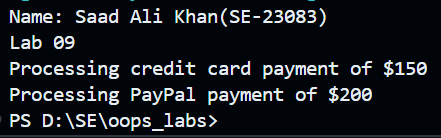 Name: Saad Ali Khan(SE-23083)
Lab 09
Processing credit card payment of $150
Processing PayPal payment of $200
PS D:\SE\oops_labs>